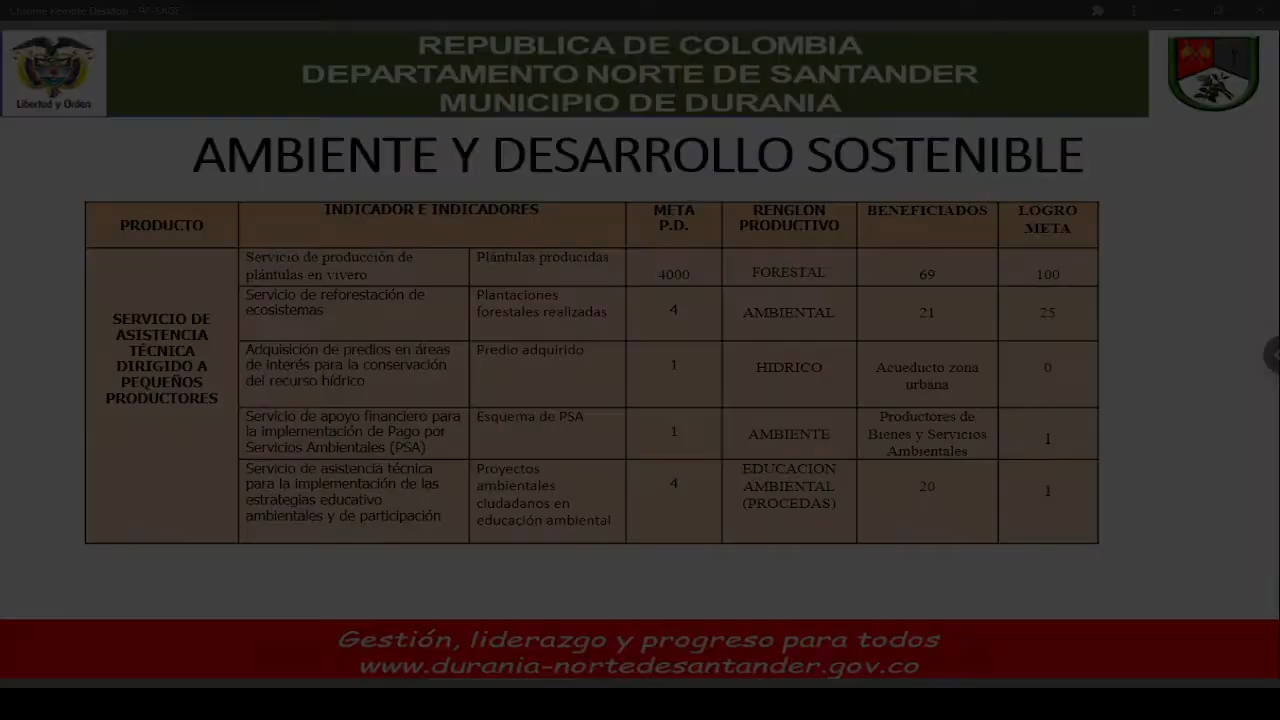 Chrome Remote Desktop - PC-SAGE
REPUBLICA DE COLOMBIA
DEPARTAMENTO NORTE DE SANTANDER
MUNICIPIO DE DURANIA
Libertad y Orden
AMBIENTE Y DESARROLLO SOSTENIBLE
PRODUCTO
INDICADOR E INDICADORES
META
P.D.
RENGLON
PRODUCTIVO
BENEFICIADOS
LOGRO
META
SERVICIO DE
ASISTENCIA
TÉCNICA
DIRIGIDO A
PEQUEÑOS
PRODUCTORES
Servicio de producción de
plántulas en vivero
Plántulas producidas
4000
FORESTAL
69
100
Servicio de reforestación de
ecosistemas
Plantaciones
forestales realizadas
4
AMBIENTAL
21
25
Adquisición de predios en áreas
de interés para la conservación
del recurso hídrico
Predio adquirido
1
HIDRICO
Acueducto zona
urbana
0
Servicio de apoyo financiero para
la implementación de Pago por
Servicios Ambientales (PSA)
Esquema de PSA
1
AMBIENTE
Productores de
Bienes y Servicios
Ambientales
1
Servicio de asistencia técnica
para la implementación de las
estrategias educativo
ambientales y de participación
Proyectos
ambientales
ciudadanos en
educación ambiental
4
EDUCACION
AMBIENTAL
(PROCEDAS)
20
1
Gestión, liderazgo y progreso para todos
www.durania-nortedesantander.gov.co